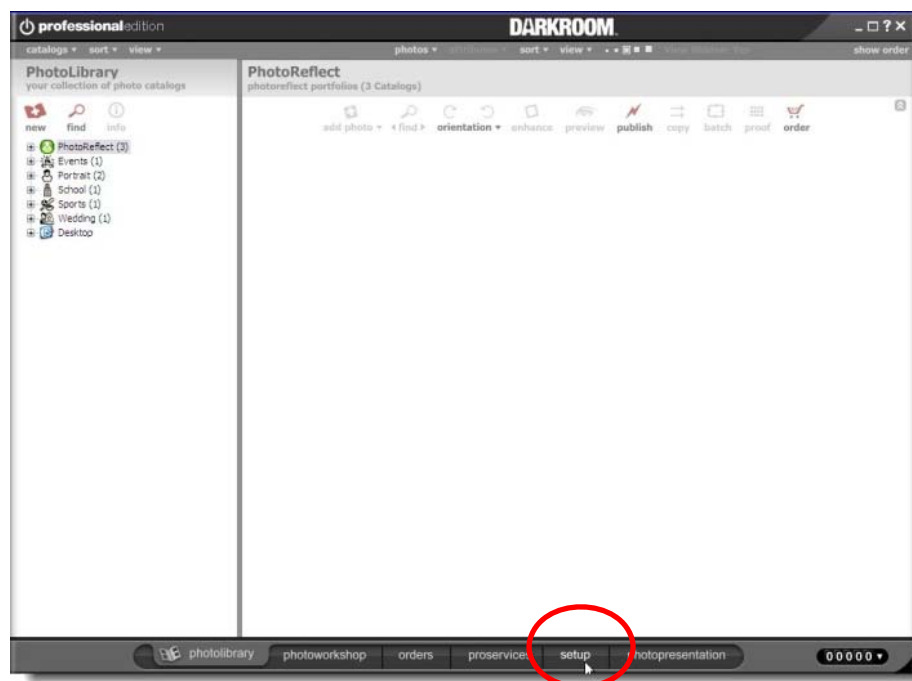 professionaledition
DARKROOM.
catalogs sort view
photos attributes sort view
show order
PhotoLibrary
your collection of photo catalogs
PhotoReflect
photoreflect portfolios (3 Catalogs)
new find info
add photo find orientation enhance preview publish copy batch proof order
PhotoReflect (3)
Events (1)
Portrait (2)
School (1)
Sports (1)
Wedding (1)
Desktop
photolibrary photoworkshop orders proservices setup photopresentation
00000